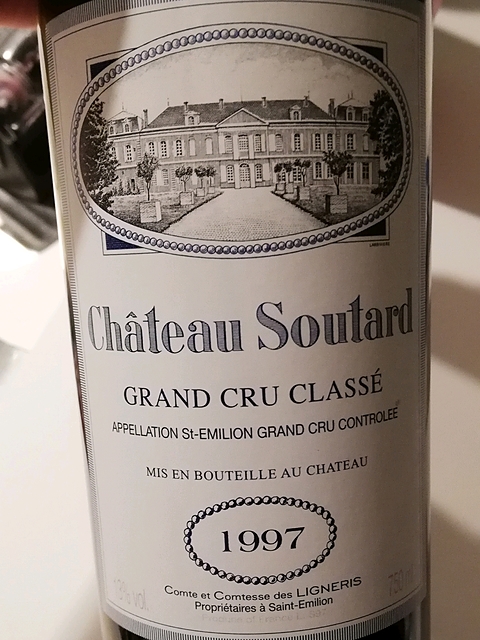 Château Soutard
GRAND CRU CLASSÉ
APPELLATION St-EMILION GRAND CRU CONTROLEE
MIS EN BOUTEILLE AU CHATEAU
1997
Comte et Comtesse des LIGNERIS
Propriétaires à Saint-Emilion